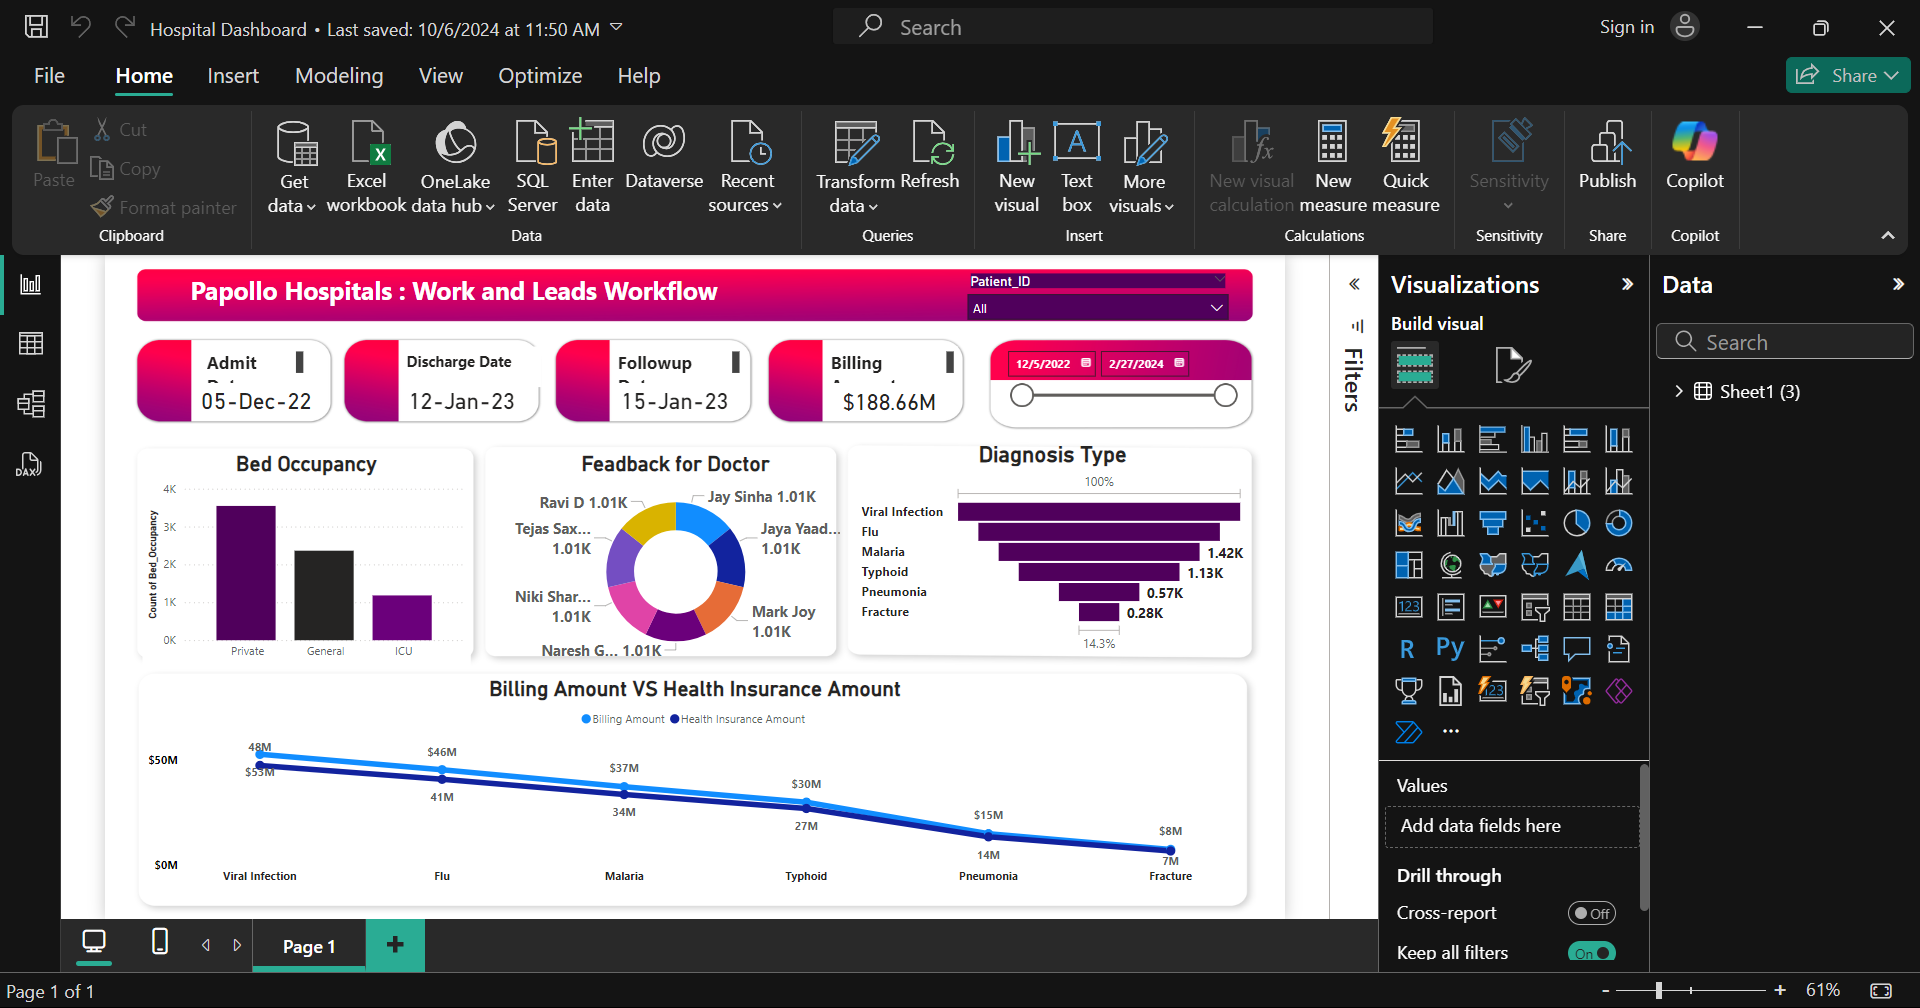 Hospital Dashboard • Last saved: 10/6/2024 at 11:50 AM
Search
Sign in
File Home Insert Modeling View Optimize Help
Share
Paste
Cut
Copy
Format painter
Clipboard
Get data
Excel workbook
OneLake data hub
SQL Server
Enter data
Dataverse
Recent sources
Data
Transform data
Refresh
Queries
New visual
Text box
More visuals
Insert
New visual calculation
New measure
Quick measure
Calculations
Sensitivity
Sensitivity
Publish
Share
Copilot
Copilot
DAX
Papollo Hospitals : Work and Leads Workflow
Patient_ID
All
Admit
05-Dec-22
Discharge Date
12-Jan-23
Followup
15-Jan-23
Billing
$188.66M
12/5/2022
2/27/2024
Bed Occupancy
Count of Bed_Occupancy
4K
3K
2K
1K
0K
Private General ICU
Feadback for Doctor
Ravi D 1.01K
Jay Sinha 1.01K
Tejas Sax...
1.01K
Jaya Yaad...
1.01K
Niki Shar...
1.01K
Mark Joy
1.01K
Naresh G... 1.01K
Diagnosis Type
100%
Viral Infection
Flu
Malaria 1.42K
Typhoid 1.13K
Pneumonia 0.57K
Fracture 0.28K
14.3%
Billing Amount VS Health Insurance Amount
Billing Amount Health Insurance Amount
$50M
$0M
48M $46M $37M $30M $15M $8M
$53M 41M 34M 27M 14M 7M
Viral Infection Flu Malaria Typhoid Pneumonia Fracture
Filters
Visualizations
Build visual
123
R
Py
123
Values
Add data fields here
Drill through
Cross-report Off
Keep all filters On
Data
Search
Sheet1 (3)
Page 1
Page 1 of 1
61%